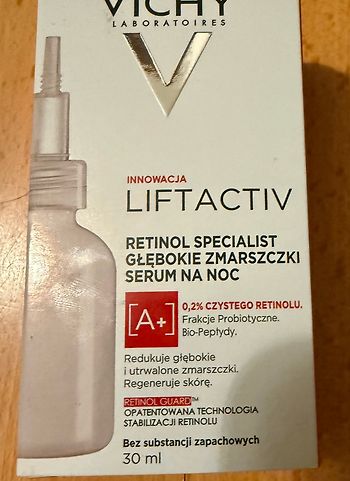 VICHY
LABORATOIRES
INNOWACJA
LIFTACTIV
RETINOL SPECIALIST
GŁĘBOKIE ZMARSZCZKI
SERUM NA NOC
[A+]
0,2% CZYSTEGO RETINOLU.
Frakcje Probiotyczne.
Bio-Peptydy.
Redukuje głębokie
i utrwalone zmarszczki.
Regeneruje skórę.
RETINOL GUARD™
OPATENTOWANA TECHNOLOGIA
STABILIZACJI RETINOLU
Bez substancji zapachowych
30 ml